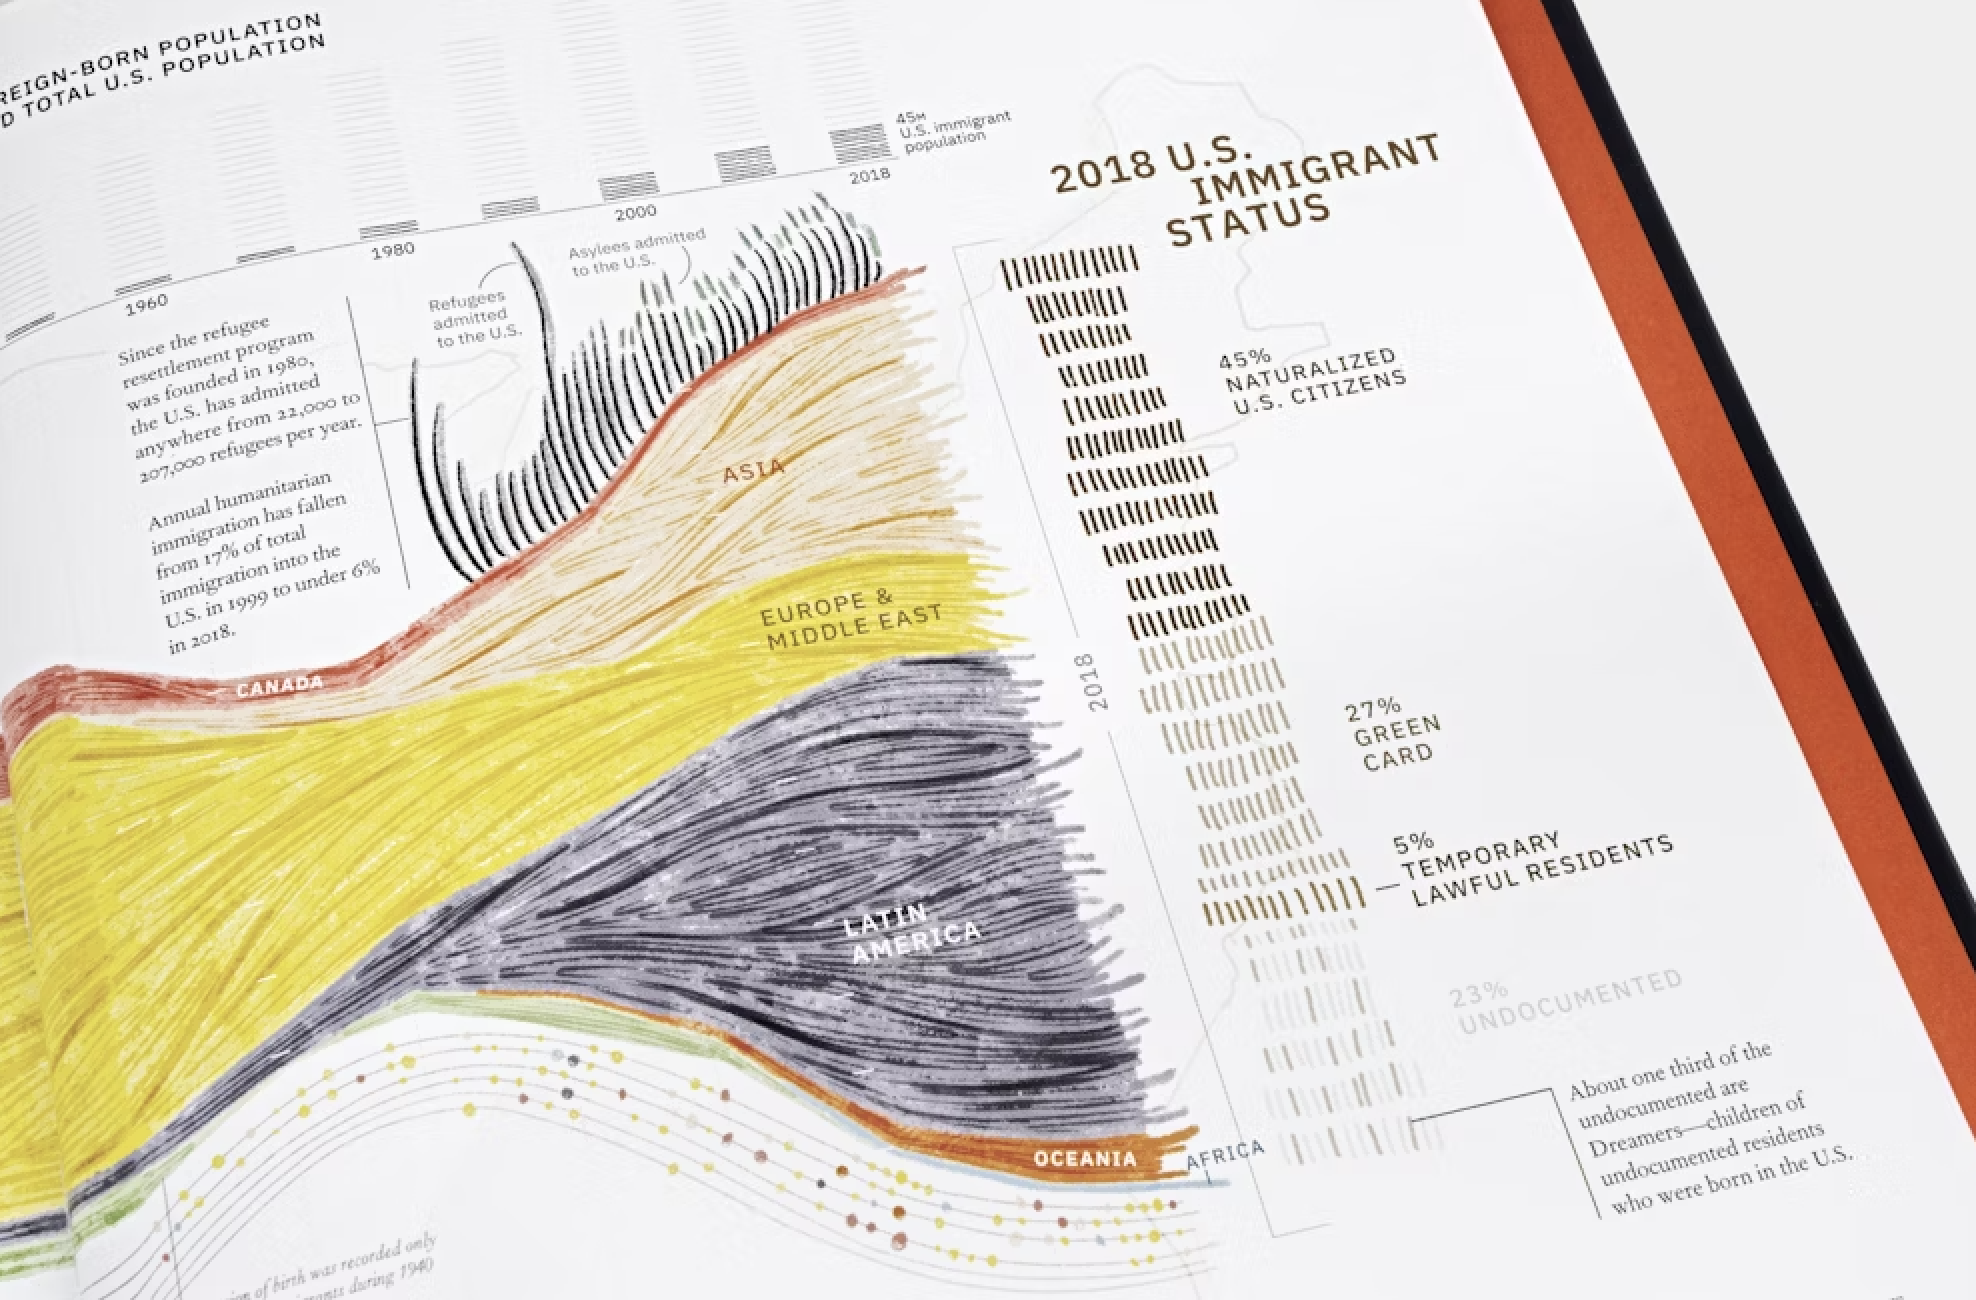 REIGN-BORN POPULATION
D TOTAL U.S. POPULATION
45M
U.S. immigrant
population
1960
1980
2000
2018
Since the refugee
resettlement program
was founded in 1980,
the U.S. has admitted
anywhere from 22,000 to
207,000 refugees per year.
Annual humanitarian
immigration has fallen
from 17% of total
immigration into the
U.S. in 1999 to under 6%
in 2018.
Refugees
admitted
to the U.S.
Asylees admitted
to the U.S.
CANADA
ASIA
EUROPE &
MIDDLE EAST
LATIN
AMERICA
OCEANIA
AFRICA
ion of birth was recorded only
grants during 1940
2018 U.S.
IMMIGRANT
STATUS
2018
45%
NATURALIZED
U.S. CITIZENS
27%
GREEN
CARD
5%
TEMPORARY
LAWFUL RESIDENTS
23%
UNDOCUMENTED
About one third of the
undocumented are
Dreamers—children of
undocumented residents
who were born in the U.S.